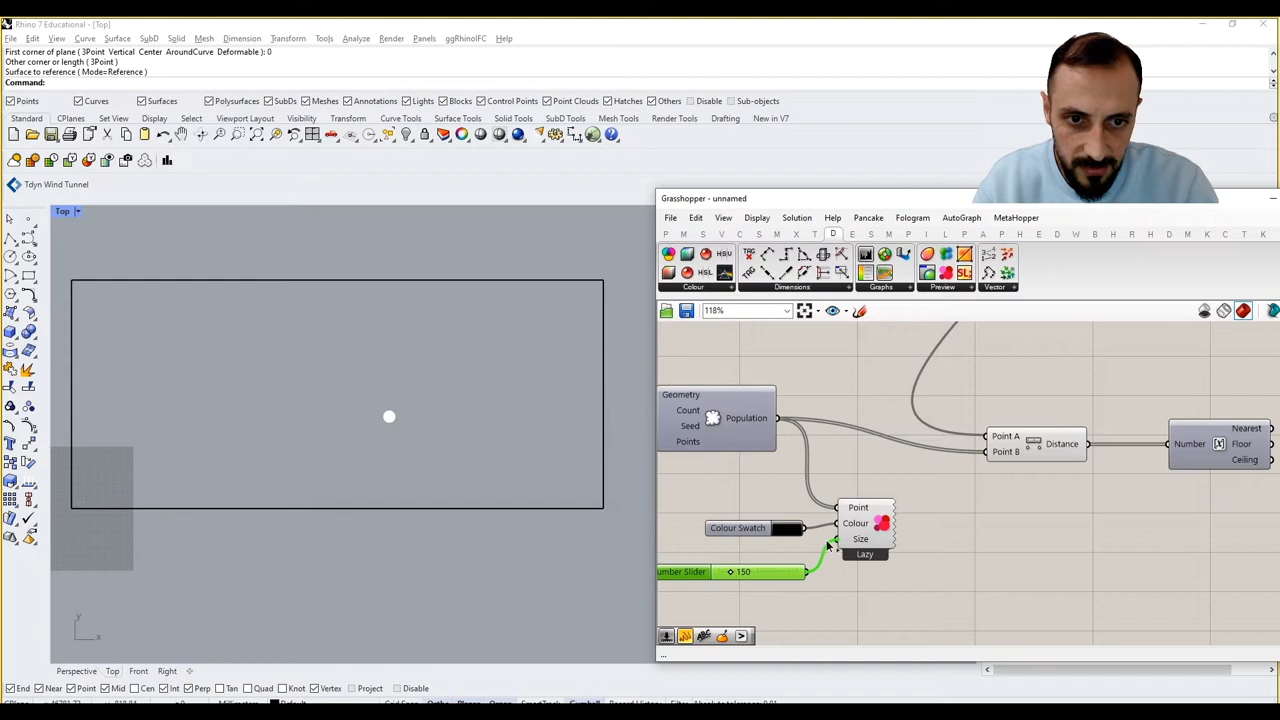 Rhino 7 Educational - [Top]
File Edit View Curve Surface SubD Solid Mesh Dimension Transform Tools Analyze Render Panels ggRhinoIFC Help
First corner of plane ( 3Point Vertical Center AroundCurve Deformable ): 0
Other corner or length ( 3Point )
Surface to reference ( Mode=Reference )
Command:
Points Curves Surfaces Polysurfaces SubDs Meshes Annotations Lights Blocks Control Points Point Clouds Hatches Others Disable Sub-objects
Standard CPlanes Set View Display Select Viewport Layout Visibility Transform Curve Tools Surface Tools Solid Tools SubD Tools Mesh Tools Render Tools Drafting New in V7
Tdyn Wind Tunnel
Top
Grasshopper - unnamed
File Edit View Display Solution Help Pancake Fologram AutoGraph MetaHopper
P M S V C S M I X T D E
HSV
TAG
HSL
TAG
Colour Dimensions Graphs Preview Vector
118%
Geometry
Count
Seed
Points
Population
Point A
Point B
Distance
Number
Nearest
Floor
Ceiling
Point
Colour
Size
Lazy
Colour Swatch
umber Slider 150
...
y
x
Perspective Top Front Right
End Near Point Mid Cen Int Perp Tan Quad Knot Vertex Project Disable